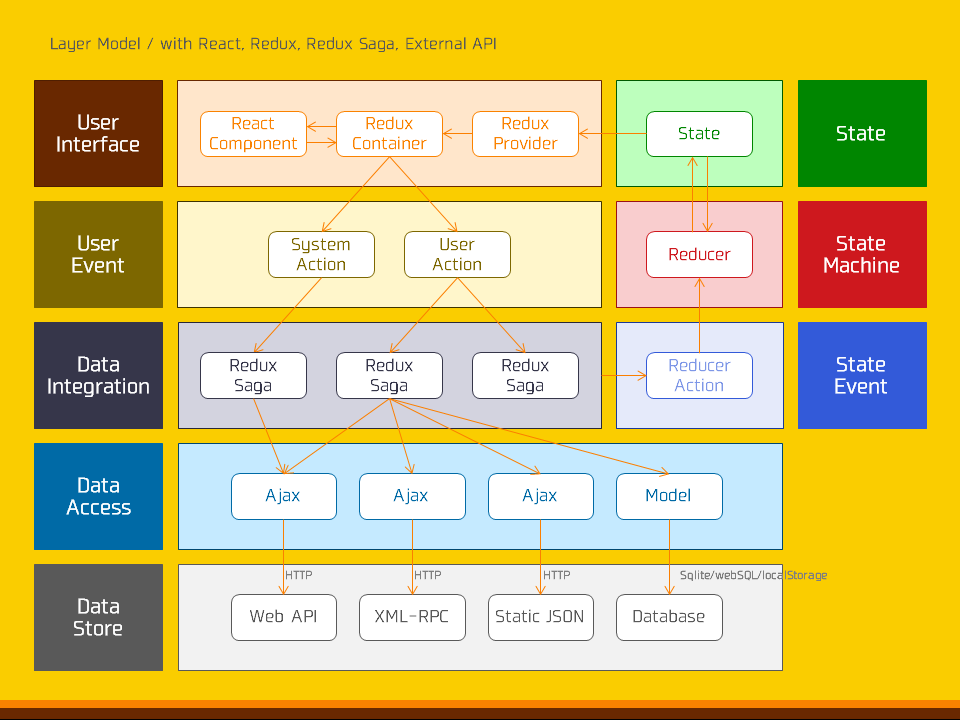 Layer Model / with React, Redux, Redux Saga, External API
User
Interface
React
Component
Redux
Container
Redux
Provider
State
State
User
Event
System
Action
User
Action
Reducer
State
Machine
Data
Integration
Redux
Saga
Redux
Saga
Redux
Saga
Reducer
Action
State
Event
Data
Access
Ajax
Ajax
Ajax
Model
HTTP
HTTP
HTTP
Sqlite/webSQL/localStorage
Data
Store
Web API
XML-RPC
Static JSON
Database